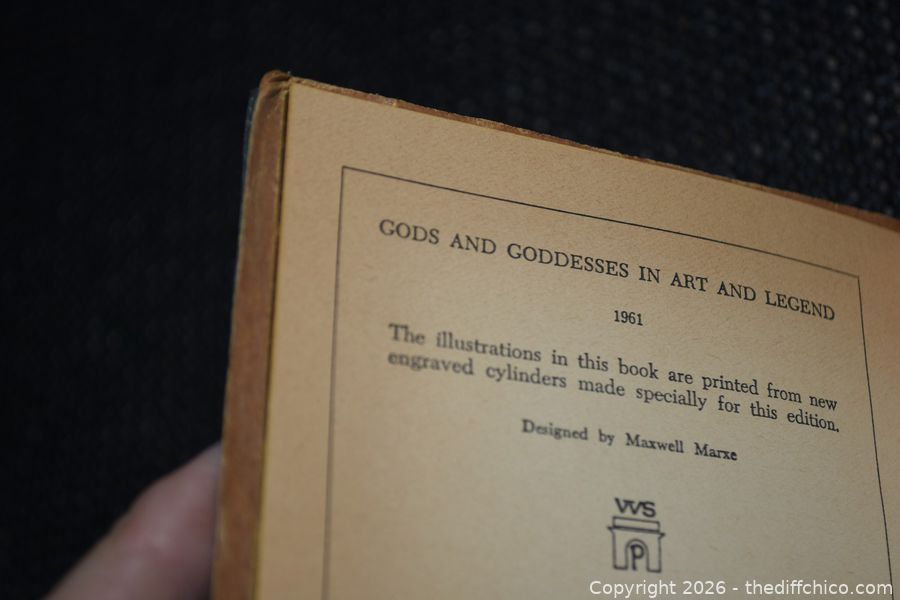 GODS AND GODDESSES IN ART AND LEGEND
1961
The illustrations in this book are printed from new
engraved cylinders made specially for this edition.
Designed by Maxwell Marxe
WS
P
Copyright 2026 - thediffchico.com